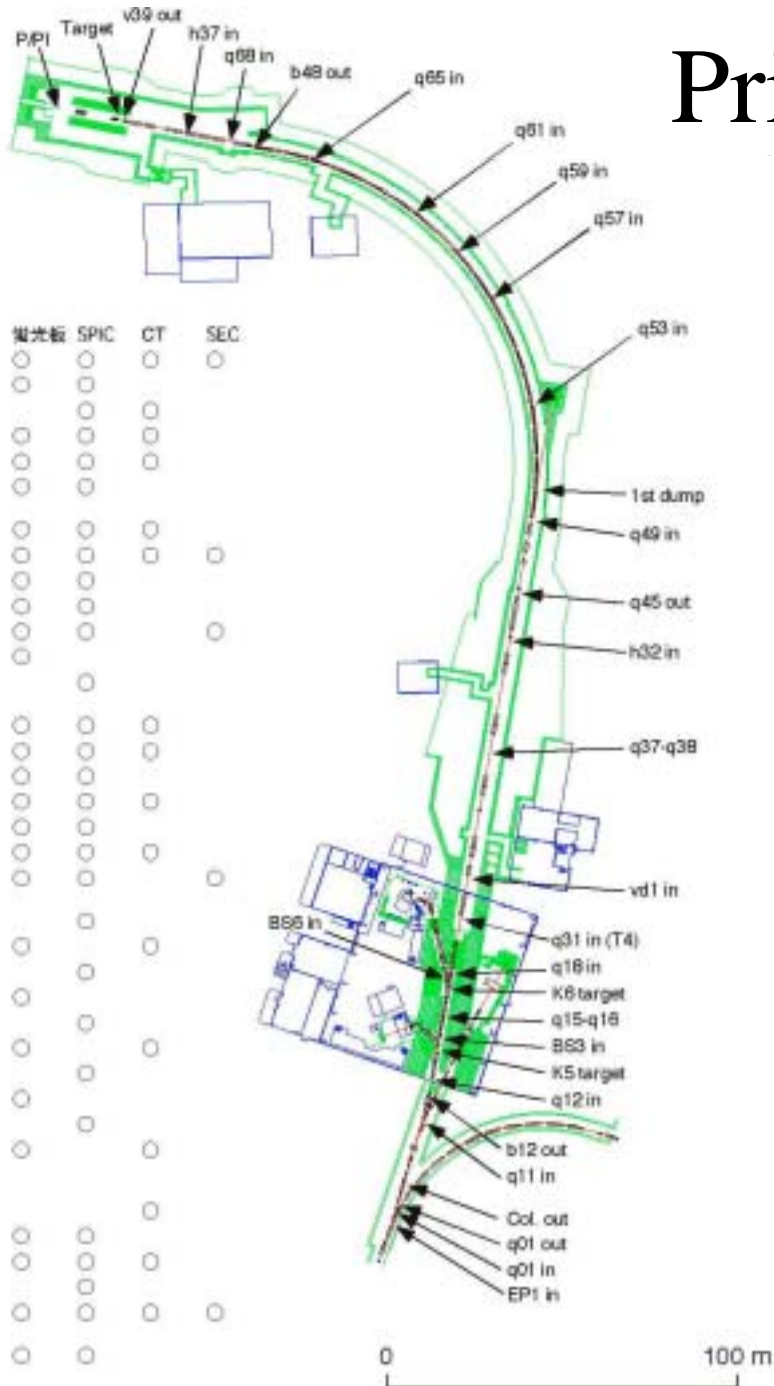 v39 out
Target
P/PI
h37 in
q68 in
b48 out
q65 in
Pri
q61 in
q59 in
q57 in
蛍光板 SPIC CT SEC
q53 in
1st dump
q49 in
q45 out
h32 in
q37-q38
vd1 in
BS6 in
q31 in (T4)
q18 in
K6 target
q15-q16
BS3 in
K5 target
q12 in
b12 out
q11 in
Col. out
q01 out
q01 in
EP1 in
0 100 m